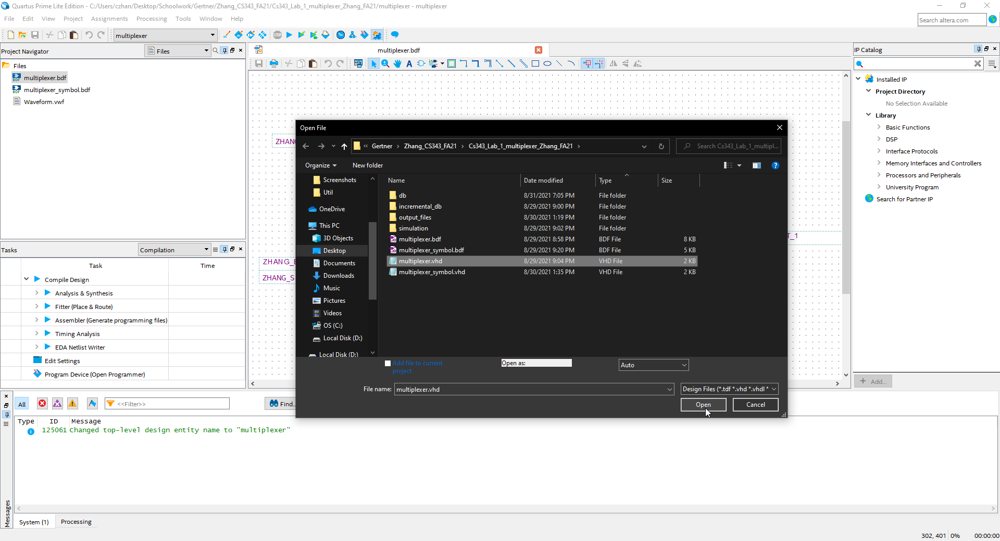 Quartus Prime Lite Edition - C:/Users/czhan/Desktop/Schoolwork/Gertner/Zhang_CS343_FA21/Cs343_Lab_1_multiplexer_Zhang_FA21/multiplexer - multiplexer
File Edit View Project Assignments Processing Tools Window Help
Search altera.com
multiplexer
STOP
Project Navigator
Files
multiplexer.bdf
IP Catalog
Files
multiplexer.bdf
multiplexer_symbol.bdf
Waveform.vwf
Installed IP
Project Directory
No Selection Available
Library
Basic Functions
DSP
Interface Protocols
Memory Interfaces and Controllers
Processors and Peripherals
University Program
Search for Partner IP
Add...
ZHANG
ZHANG_E
ZHANG_S
T_1
Open File
« Gertner › Zhang_CS343_FA21 › Cs343_Lab_1_multiplexer_Zhang_FA21 ›
Search Cs343_Lab_1_multipl...
Organize New folder
Screenshots
Util
OneDrive
This PC
3D Objects
Desktop
Documents
Downloads
Music
Pictures
Videos
OS (C:)
Local Disk (D:)
Local Disk (D:)
Name Date modified Type Size
db 8/31/2021 7:05 PM File folder
incremental_db 8/29/2021 9:00 PM File folder
output_files 8/30/2021 1:19 PM File folder
simulation 8/29/2021 9:02 PM File folder
multiplexer.bdf 8/29/2021 8:58 PM BDF File 8 KB
multiplexer_symbol.bdf 8/29/2021 9:20 PM BDF File 5 KB
multiplexer.vhd 8/29/2021 9:04 PM VHD File 2 KB
multiplexer_symbol.vhd 8/30/2021 1:35 PM VHD File 2 KB
Add file to current
project
Open as:
Auto
File name: multiplexer.vhd
Design Files (*.tdf *.vhd *.vhdl *
Open Cancel
Tasks
Compilation
Task Time
Compile Design
Analysis & Synthesis
Fitter (Place & Route)
Assembler (Generate programming files)
Timing Analysis
EDA Netlist Writer
Edit Settings
Program Device (Open Programmer)
All
<<Filter>>
Find..
Type ID Message
125061 Changed top-level design entity name to "multiplexer"
Messages
System (1) Processing
302, 401 0% 00:00:00